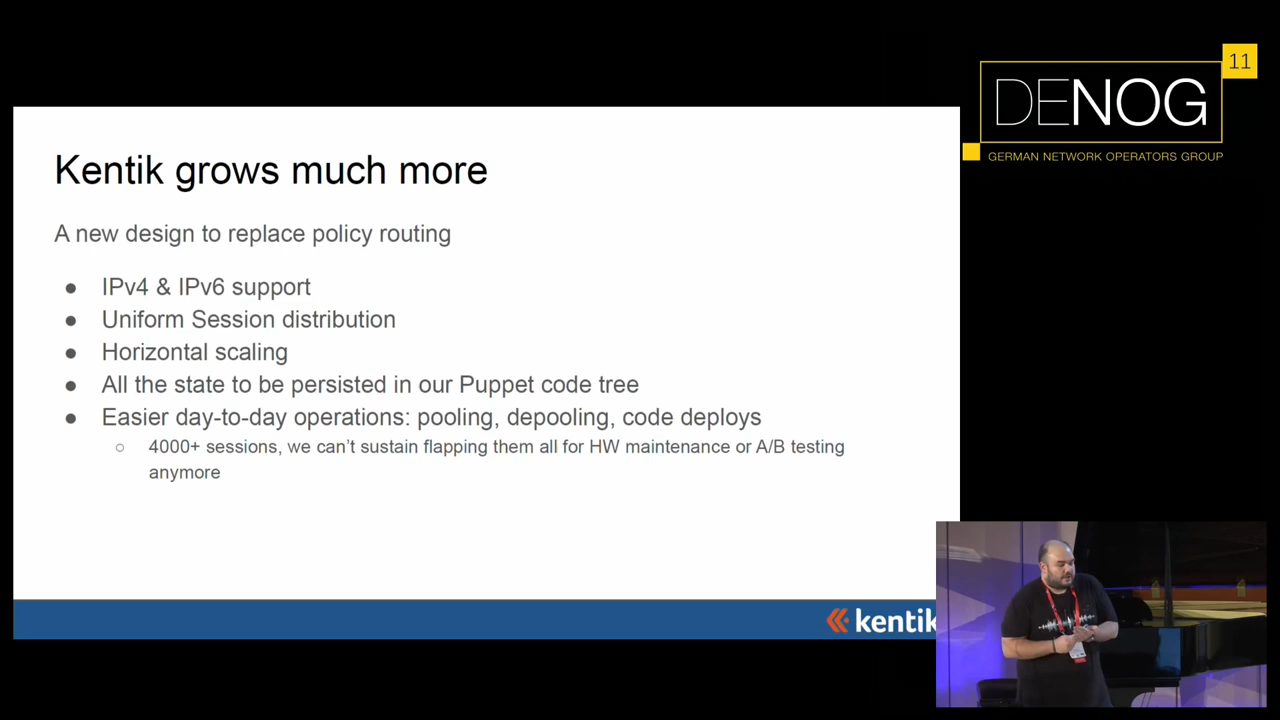 11
DENOG
GERMAN NETWORK OPERATORS GROUP
Kentik grows much more
A new design to replace policy routing
● IPv4 & IPv6 support
● Uniform Session distribution
● Horizontal scaling
● All the state to be persisted in our Puppet code tree
● Easier day-to-day operations: pooling, depooling, code deploys
○ 4000+ sessions, we can't sustain flapping them all for HW maintenance or A/B testing
anymore
kentik